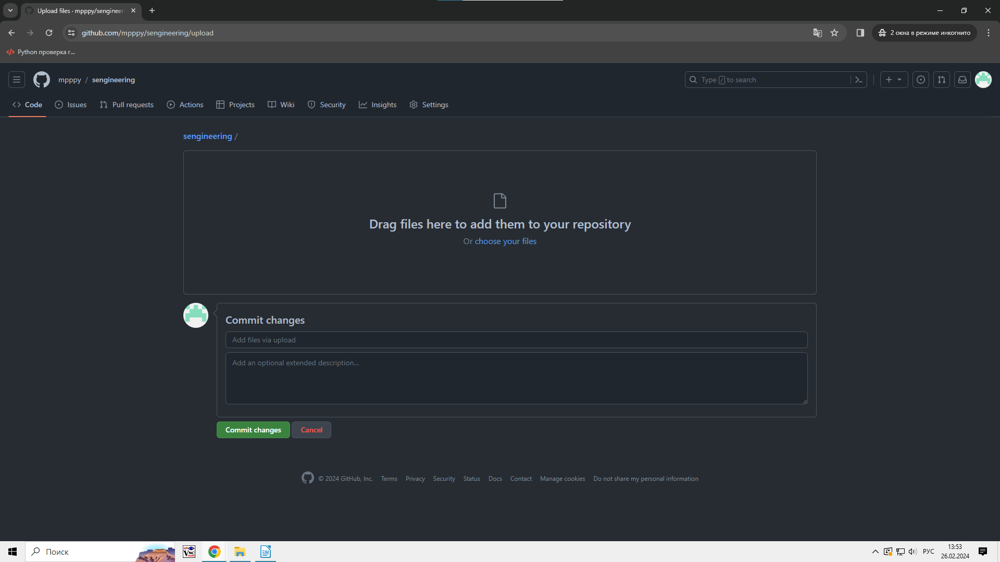 Upload files · mpppy/sengineer
github.com/mpppy/sengineering/upload
2 окна в режиме инкогнито
Python проверка г...
mpppy / sengineering
Type / to search
Code
Issues
Pull requests
Actions
Projects
Wiki
Security
Insights
Settings
sengineering /
Drag files here to add them to your repository
Or choose your files
Commit changes
Add files via upload
Add an optional extended description...
Commit changes
Cancel
© 2024 GitHub, Inc.
Terms
Privacy
Security
Status
Docs
Contact
Manage cookies
Do not share my personal information
Поиск
VNC
РУС
13:53
26.02.2024